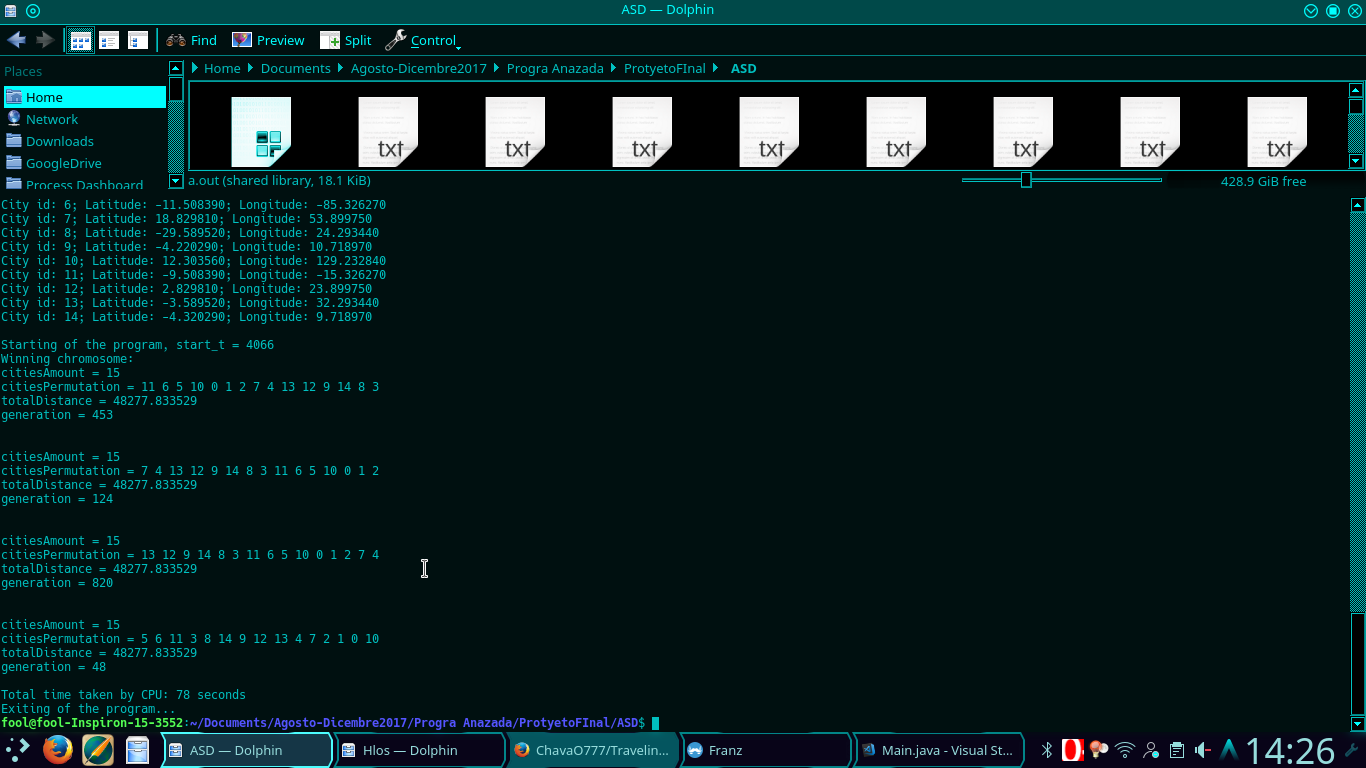 ASD — Dolphin
Find Preview Split Control
Places
Home
Network
Downloads
GoogleDrive
Process Dashboard
Home Documents Agosto-Dicembre2017 Progra Anazada ProtyetoFInal ASD
txt txt txt txt txt txt txt txt
a.out (shared library, 18.1 KiB)
428.9 GiB free
City id: 6; Latitude: -11.508390; Longitude: -85.326270
City id: 7; Latitude: 18.829810; Longitude: 53.899750
City id: 8; Latitude: -29.589520; Longitude: 24.293440
City id: 9; Latitude: -4.220290; Longitude: 10.718970
City id: 10; Latitude: 12.303560; Longitude: 129.232840
City id: 11; Latitude: -9.508390; Longitude: -15.326270
City id: 12; Latitude: 2.829810; Longitude: 23.899750
City id: 13; Latitude: -3.589520; Longitude: 32.293440
City id: 14; Latitude: -4.320290; Longitude: 9.718970
Starting of the program, start_t = 4066
Winning chromosome:
citiesAmount = 15
citiesPermutation = 11 6 5 10 0 1 2 7 4 13 12 9 14 8 3
totalDistance = 48277.833529
generation = 453
citiesAmount = 15
citiesPermutation = 7 4 13 12 9 14 8 3 11 6 5 10 0 1 2
totalDistance = 48277.833529
generation = 124
citiesAmount = 15
citiesPermutation = 13 12 9 14 8 3 11 6 5 10 0 1 2 7 4
totalDistance = 48277.833529
generation = 820
citiesAmount = 15
citiesPermutation = 5 6 11 3 8 14 9 12 13 4 7 2 1 0 10
totalDistance = 48277.833529
generation = 48
Total time taken by CPU: 78 seconds
Exiting of the program...
fool@fool-Inspiron-15-3552:~/Documents/Agosto-Dicembre2017/Progra Anazada/ProtyetoFInal/ASD$
ASD — Dolphin Hlos — Dolphin ChavaO777/Travelin... Franz Main.java - Visual St... 14:26